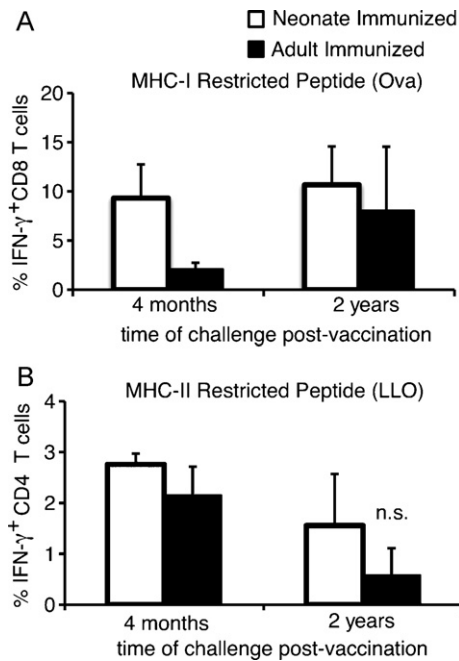 A
Neonate Immunized
Adult Immunized
MHC-I Restricted Peptide (Ova)
% IFN-γ+CD8 T cells
20
15
10
5
0
4 months
2 years
time of challenge post-vaccination
B
MHC-II Restricted Peptide (LLO)
% IFN-γ+ CD4 T cells
4
3
2
1
0
n.s.
4 months
2 years
time of challenge post-vaccination